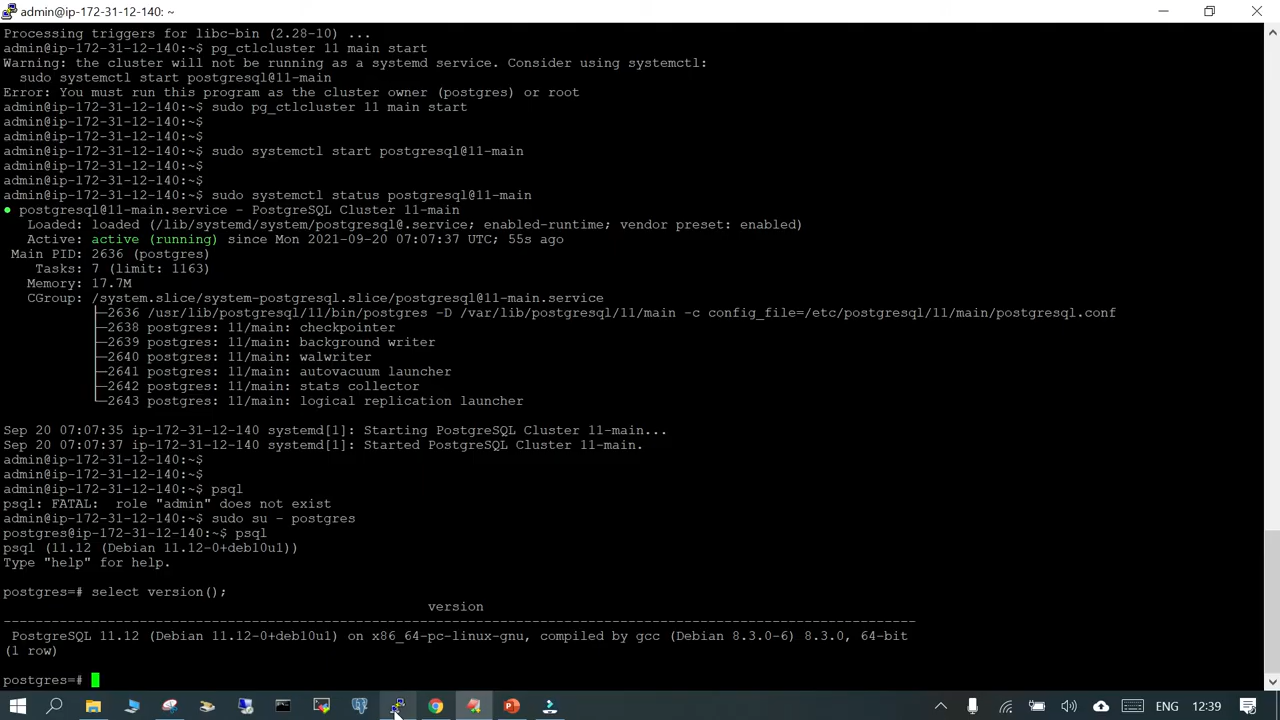 admin@ip-172-31-12-140: ~
Processing triggers for libc-bin (2.28-10) ...
admin@ip-172-31-12-140:~$ pg_ctlcluster 11 main start
Warning: the cluster will not be running as a systemd service. Consider using systemctl:
  sudo systemctl start postgresql@11-main
Error: You must run this program as the cluster owner (postgres) or root
admin@ip-172-31-12-140:~$ sudo pg_ctlcluster 11 main start
admin@ip-172-31-12-140:~$
admin@ip-172-31-12-140:~$
admin@ip-172-31-12-140:~$ sudo systemctl start postgresql@11-main
admin@ip-172-31-12-140:~$
admin@ip-172-31-12-140:~$
admin@ip-172-31-12-140:~$ sudo systemctl status postgresql@11-main
● postgresql@11-main.service - PostgreSQL Cluster 11-main
   Loaded: loaded (/lib/systemd/system/postgresql@.service; enabled-runtime; vendor preset: enabled)
   Active: active (running) since Mon 2021-09-20 07:07:37 UTC; 55s ago
 Main PID: 2636 (postgres)
    Tasks: 7 (limit: 1163)
   Memory: 17.7M
   CGroup: /system.slice/system-postgresql.slice/postgresql@11-main.service
           ├─2636 /usr/lib/postgresql/11/bin/postgres -D /var/lib/postgresql/11/main -c config_file=/etc/postgresql/11/main/postgresql.conf
           ├─2638 postgres: 11/main: checkpointer
           ├─2639 postgres: 11/main: background writer
           ├─2640 postgres: 11/main: walwriter
           ├─2641 postgres: 11/main: autovacuum launcher
           ├─2642 postgres: 11/main: stats collector
           └─2643 postgres: 11/main: logical replication launcher
Sep 20 07:07:35 ip-172-31-12-140 systemd[1]: Starting PostgreSQL Cluster 11-main...
Sep 20 07:07:37 ip-172-31-12-140 systemd[1]: Started PostgreSQL Cluster 11-main.
admin@ip-172-31-12-140:~$
admin@ip-172-31-12-140:~$
admin@ip-172-31-12-140:~$ psql
psql: FATAL:  role "admin" does not exist
admin@ip-172-31-12-140:~$ sudo su - postgres
postgres@ip-172-31-12-140:~$ psql
psql (11.12 (Debian 11.12-0+deb10u1))
Type "help" for help.
postgres=# select version();
version
------------------------------------------------------------------------------------------------------------------
 PostgreSQL 11.12 (Debian 11.12-0+deb10u1) on x86_64-pc-linux-gnu, compiled by gcc (Debian 8.3.0-6) 8.3.0, 64-bit
(1 row)
postgres=#
ENG 12:39